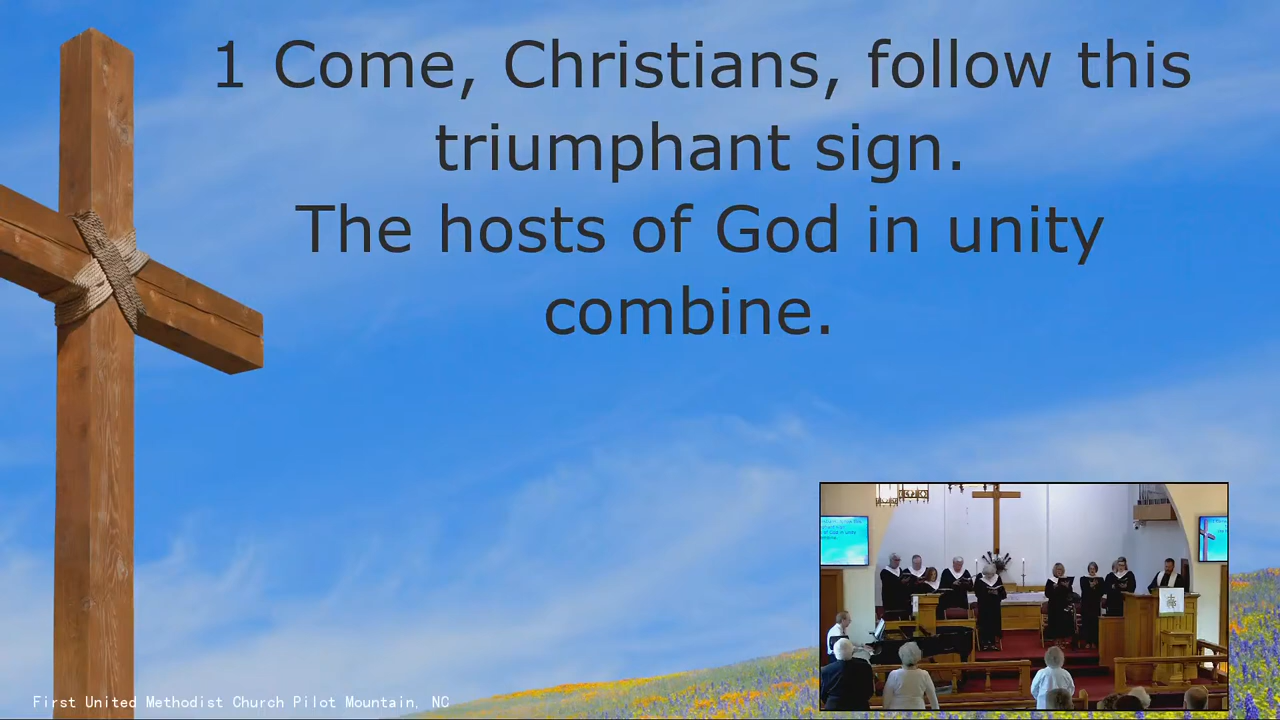 1 Come, Christians, follow this
triumphant sign.
The hosts of God in unity
combine.
First United Methodist Church Pilot Mountain, NC